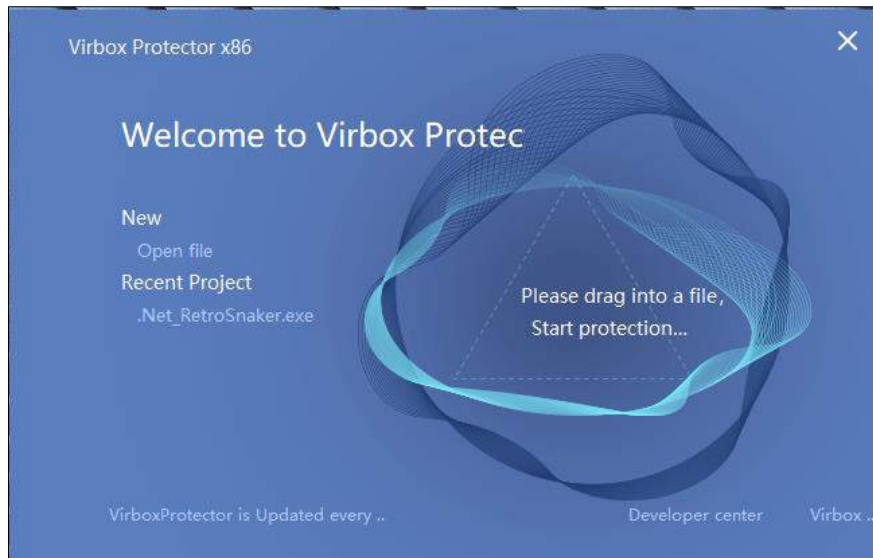 Virbox Protector x86
Welcome to Virbox Protec
New
Open file
Recent Project
.Net_RetroSnaker.exe
Please drag into a file,
Start protection...
VirboxProtector is Updated every ..
Developer center
Virbox ..